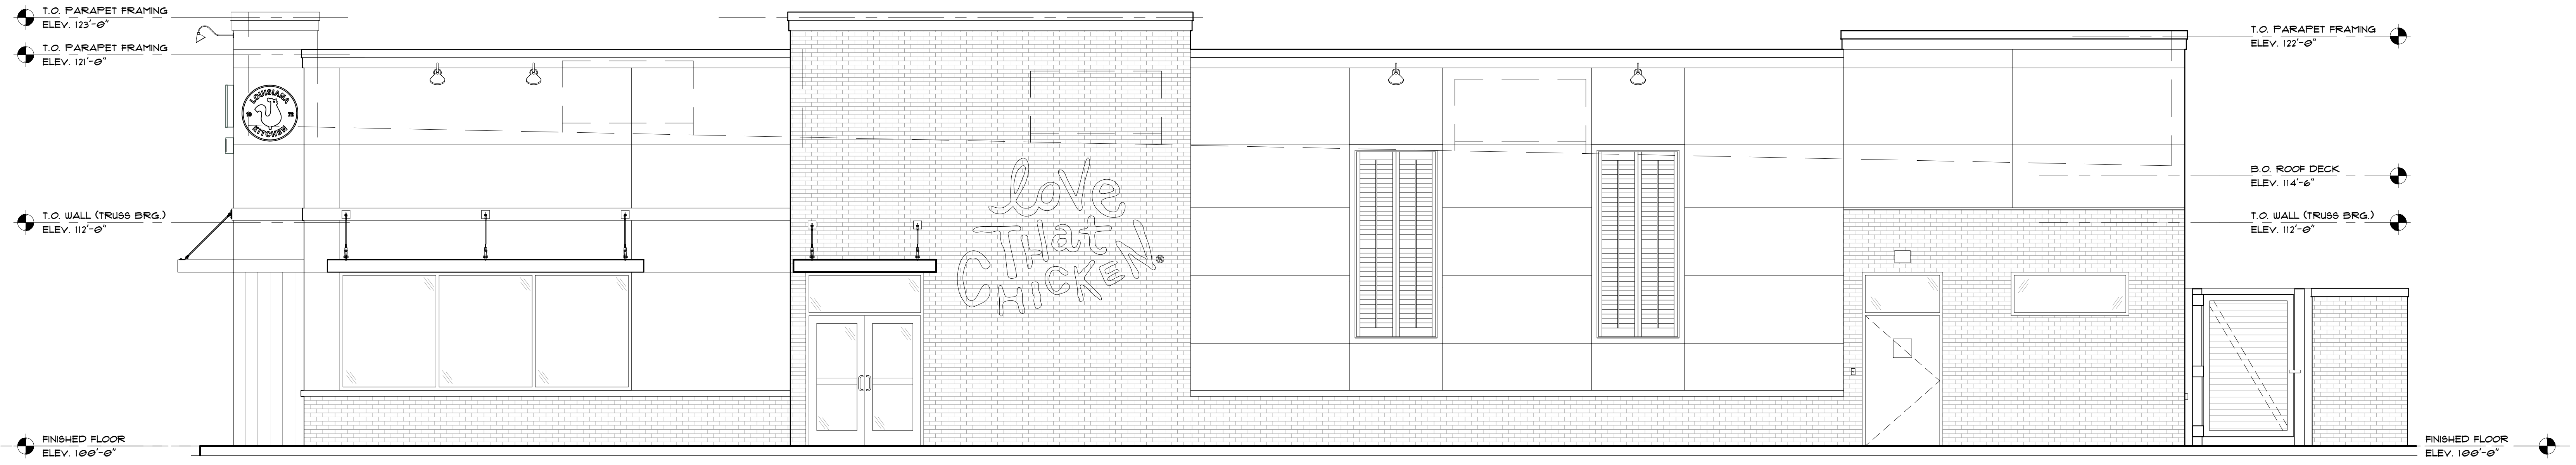 T.O. PARAPET FRAMING
ELEV. 123'-0"
T.O. PARAPET FRAMING
ELEV. 121'-0"
T.O. WALL (TRUSS BRG.)
ELEV. 112'-0"
FINISHED FLOOR
ELEV. 100'-0"
LOUISIANA
19 72
KITCHEN
love
THat
CHICKEN®
T.O. PARAPET FRAMING
ELEV. 122'-0"
B.O. ROOF DECK
ELEV. 114'-6"
T.O. WALL (TRUSS BRG.)
ELEV. 112'-0"
FINISHED FLOOR
ELEV. 100'-0"